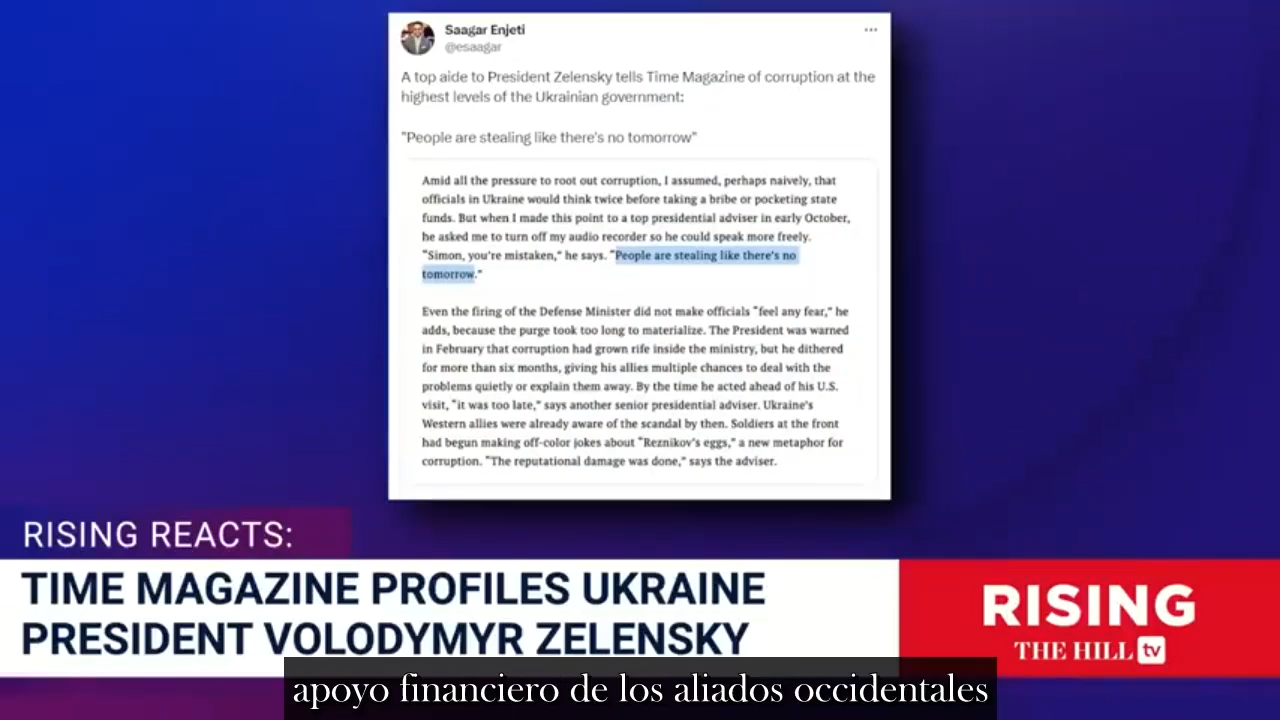 Saagar Enjeti
@esaagar
A top aide to President Zelensky tells Time Magazine of corruption at the
highest levels of the Ukrainian government:
"People are stealing like there's no tomorrow"
Amid all the pressure to root out corruption, I assumed, perhaps naively, that
officials in Ukraine would think twice before taking a bribe or pocketing state
funds. But when I made this point to a top presidential adviser in early October,
he asked me to turn off my audio recorder so he could speak more freely.
"Simon, you're mistaken," he says. "People are stealing like there's no
tomorrow."
Even the firing of the Defense Minister did not make officials "feel any fear," he
adds, because the purge took too long to materialize. The President was warned
in February that corruption had grown rife inside the ministry, but he dithered
for more than six months, giving his allies multiple chances to deal with the
problems quietly or explain them away. By the time he acted ahead of his U.S.
visit, "it was too late," says another senior presidential adviser. Ukraine's
Western allies were already aware of the scandal by then. Soldiers at the front
had begun making off-color jokes about "Reznikov's eggs," a new metaphor for
corruption. "The reputational damage was done," says the adviser.
RISING REACTS:
TIME MAGAZINE PROFILES UKRAINE
PRESIDENT VOLODYMYR ZELENSKY
RISING
THE HILL tv
apoyo financiero de los aliados occidentales